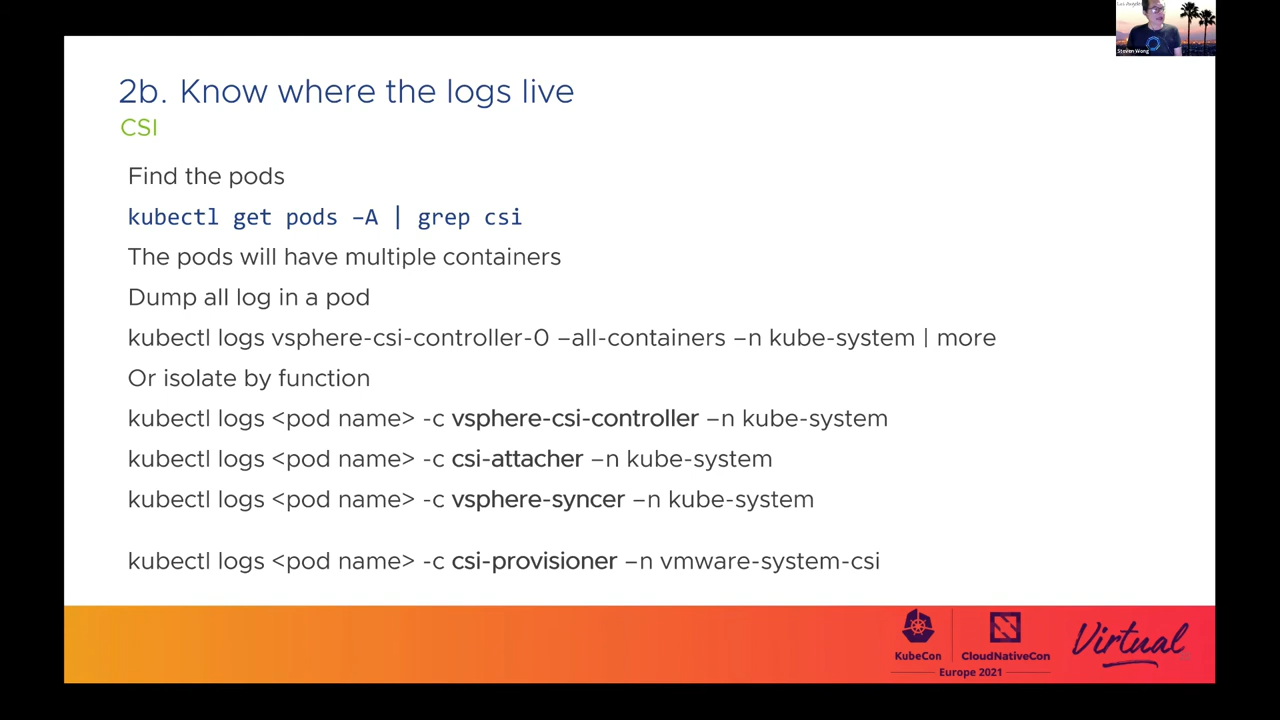 Los Angeles
Steven Wong
2b. Know where the logs live
CSI
Find the pods
kubectl get pods –A | grep csi
The pods will have multiple containers
Dump all log in a pod
kubectl logs vsphere-csi-controller-0 –all-containers –n kube-system | more
Or isolate by function
kubectl logs <pod name> -c vsphere-csi-controller –n kube-system
kubectl logs <pod name> -c csi-attacher –n kube-system
kubectl logs <pod name> -c vsphere-syncer –n kube-system
kubectl logs <pod name> -c csi-provisioner –n vmware-system-csi
KubeCon
CloudNativeCon
Europe 2021
Virtual